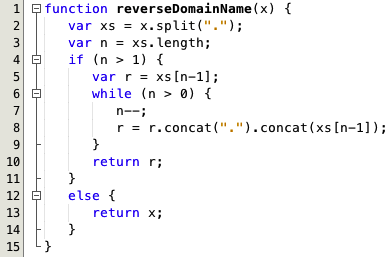 1 function reverseDomainName(x) {
2 var xs = x.split(".");
3 var n = xs.length;
4 if (n > 1) {
5 var r = xs[n-1];
6 while (n > 0) {
7 n--;
8 r = r.concat(".").concat(xs[n-1]);
9 }
10 return r;
11 }
12 else {
13 return x;
14 }
15 }